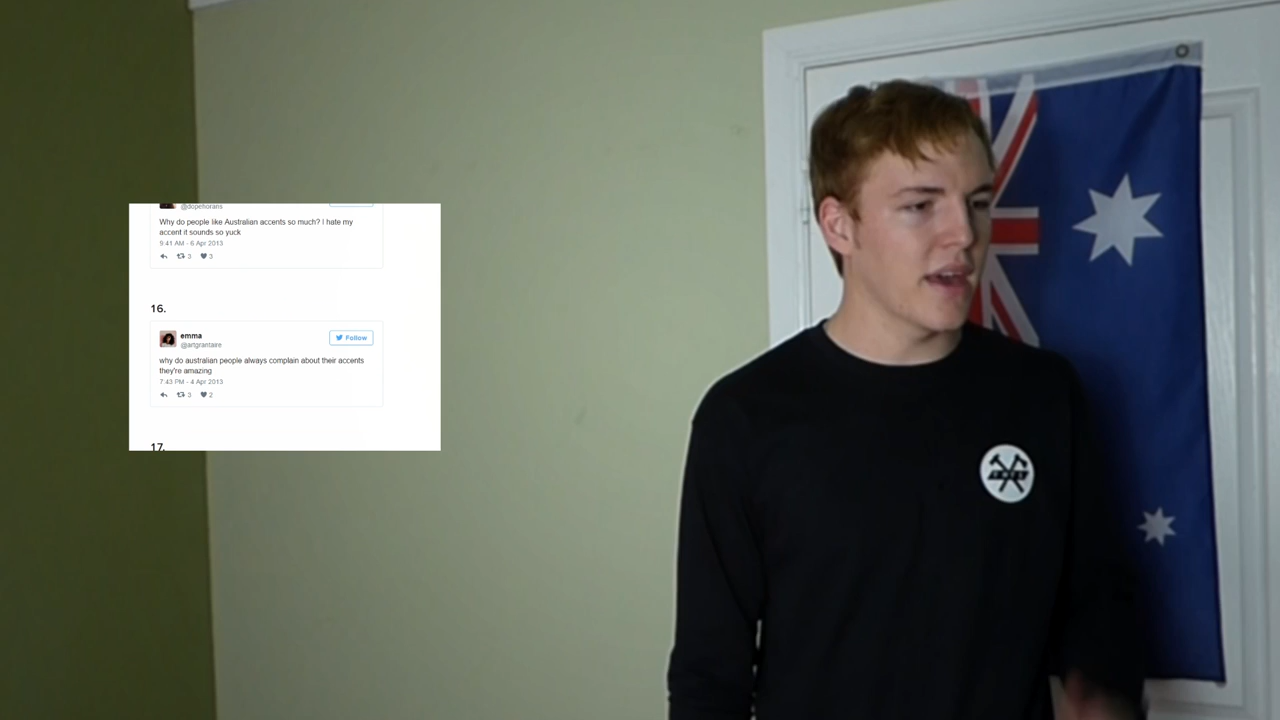 @dopehorans
Why do people like Australian accents so much? I hate my
accent it sounds so yuck
9:41 AM - 6 Apr 2013
3 3
16.
emma
Follow
@artgrantaire
why do australian people always complain about their accents
they're amazing
7:43 PM - 4 Apr 2013
3 2
17.